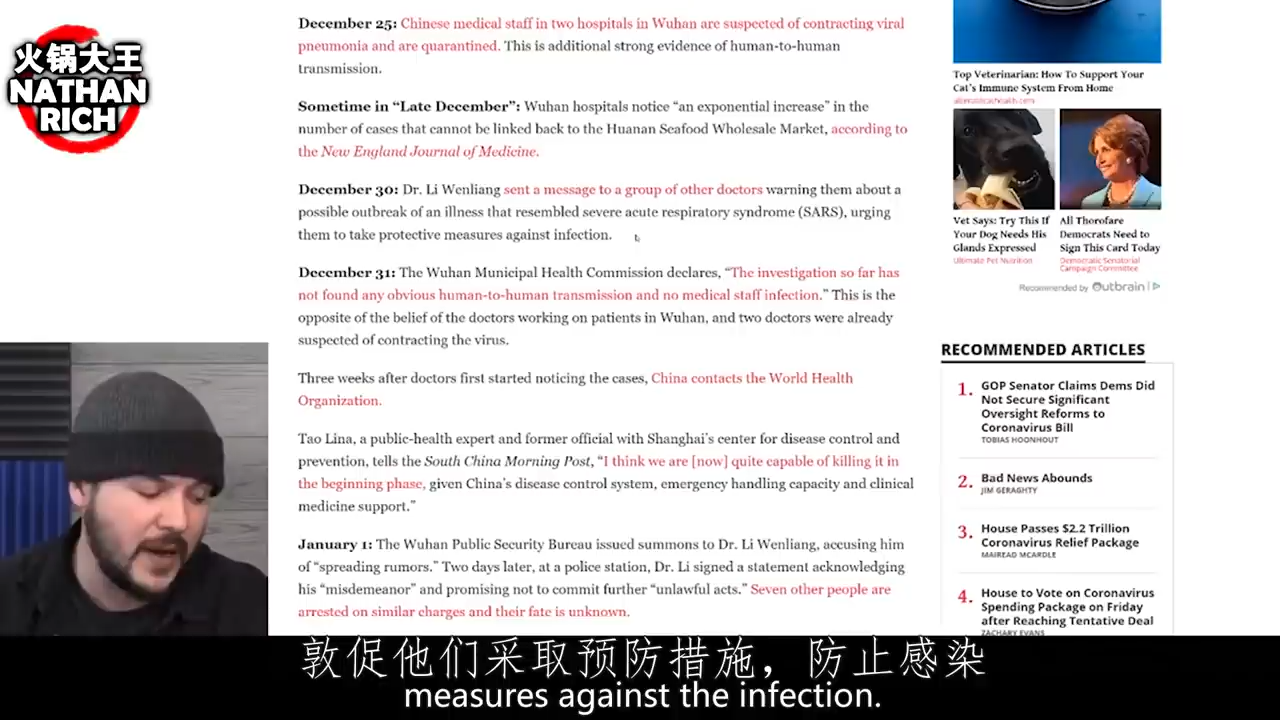 火锅大王
NATHAN
RICH
December 25: Chinese medical staff in two hospitals in Wuhan are suspected of contracting viral
pneumonia and are quarantined. This is additional strong evidence of human-to-human
transmission.
Sometime in “Late December”: Wuhan hospitals notice “an exponential increase” in the
number of cases that cannot be linked back to the Huanan Seafood Wholesale Market, according to
the New England Journal of Medicine.
December 30: Dr. Li Wenliang sent a message to a group of other doctors warning them about a
possible outbreak of an illness that resembled severe acute respiratory syndrome (SARS), urging
them to take protective measures against infection.
December 31: The Wuhan Municipal Health Commission declares, “The investigation so far has
not found any obvious human-to-human transmission and no medical staff infection.” This is the
opposite of the belief of the doctors working on patients in Wuhan, and two doctors were already
suspected of contracting the virus.
Three weeks after doctors first started noticing the cases, China contacts the World Health
Organization.
Tao Lina, a public-health expert and former official with Shanghai’s center for disease control and
prevention, tells the South China Morning Post, “I think we are [now] quite capable of killing it in
the beginning phase, given China’s disease control system, emergency handling capacity and clinical
medicine support.”
January 1: The Wuhan Public Security Bureau issued summons to Dr. Li Wenliang, accusing him
of “spreading rumors.” Two days later, at a police station, Dr. Li signed a statement acknowledging
his “misdemeanor” and promising not to commit further “unlawful acts.” Seven other people are
arrested on similar charges and their fate is unknown.
Top Veterinarian: How To Support Your
Cat’s Immune System From Home
Vet Says: Try This If
Your Dog Needs His
Glands Expressed
Ultimate Pet Nutrition
All Thorofare
Democrats Need to
Sign This Card Today
Democratic Senatorial
Campaign Committee
Recommended by Outbrain
RECOMMENDED ARTICLES
1. GOP Senator Claims Dems Did
Not Secure Significant
Oversight Reforms to
Coronavirus Bill
TOBIAS HOONHOUT
2. Bad News Abounds
JIM GERAGHTY
3. House Passes $2.2 Trillion
Coronavirus Relief Package
MAIREAD MCARDLE
4. House to Vote on Coronavirus
Spending Package on Friday
after Reaching Tentative Deal
ZACHARY EVANS
敦促他们采取预防措施，防止感染
measures against the infection.